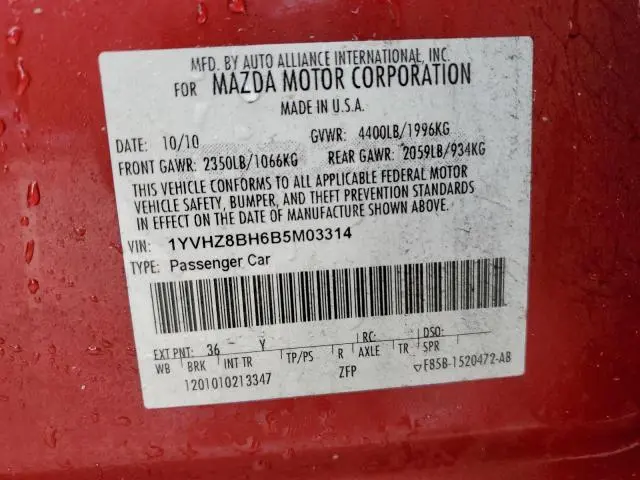 MFD. BY AUTO ALLIANCE INTERNATIONAL, INC.
FOR MAZDA MOTOR CORPORATION
MADE IN U.S.A.
DATE: 10/10 GVWR: 4400LB/1996KG
FRONT GAWR: 2350LB/1066KG REAR GAWR: 2059LB/934KG
THIS VEHICLE CONFORMS TO ALL APPLICABLE FEDERAL MOTOR
VEHICLE SAFETY, BUMPER, AND THEFT PREVENTION STANDARDS
IN EFFECT ON THE DATE OF MANUFACTURE SHOWN ABOVE.
VIN: 1YVHZ8BH6B5M03314
TYPE: Passenger Car
EXT PNT: 36 Y RC: DSO:
WB BRK INT TR TP/PS R AXLE TR SPR
1201010213347 ZFP ▽F85B-1520472-AB